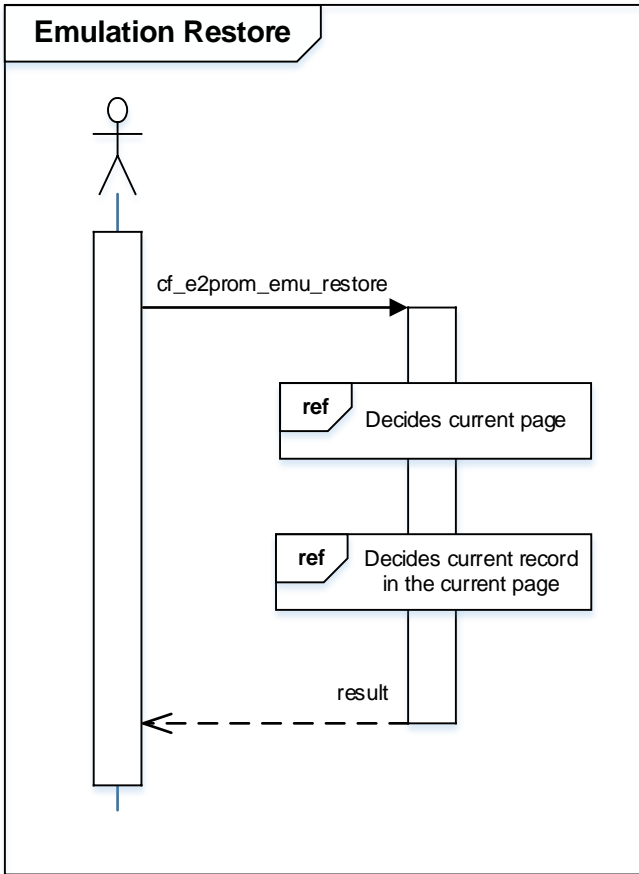 Emulation Restore
cf_e2prom_emu_restore
ref
Decides current page
ref
Decides current record
in the current page
result